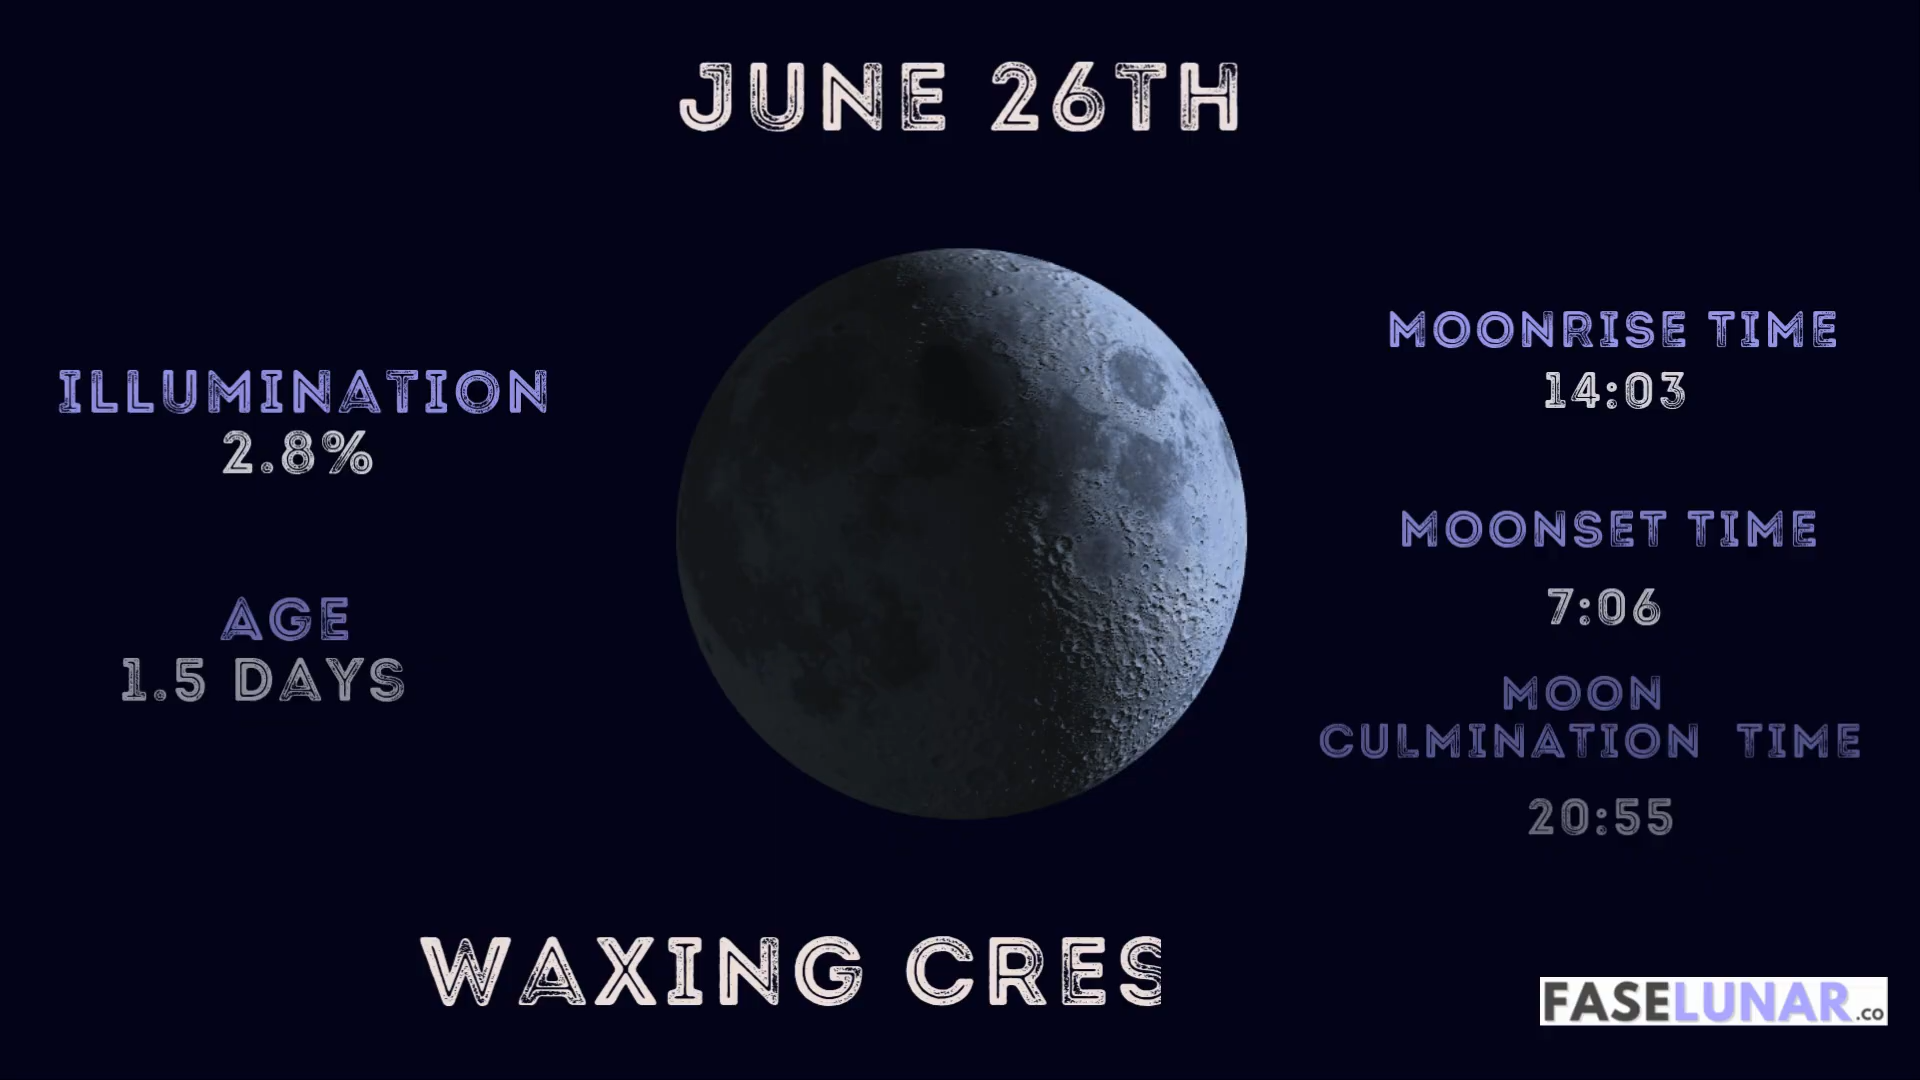 JUNE 26TH
ILLUMINATION
2.8%
AGE
1.5 DAYS
MOONRISE TIME
14:03
MOONSET TIME
7:06
MOON
CULMINATION TIME
20:55
WAXING CRES
FASELUNAR.co